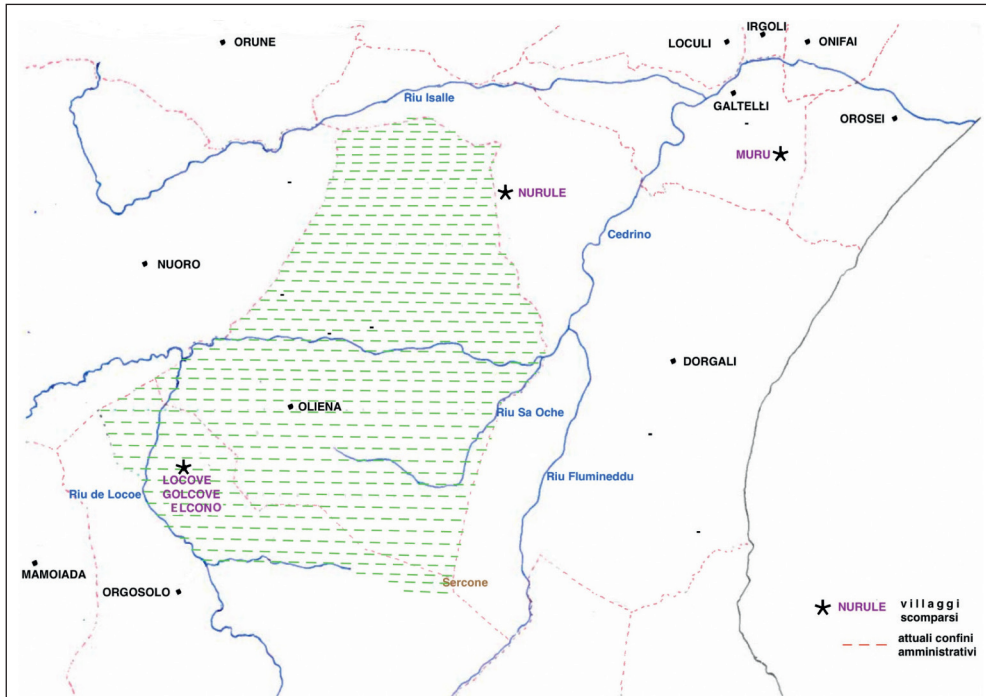 IRGOLI
ORUNE
LOCULI
ONIFAI
Riu Isalle
GALTELLI
OROSEI
MURU
NURULE
Cedrino
NUORO
DORGALI
OLIENA
Riu Sa Oche
LOCOVE
GOLCOVE
ELCONO
Riu de Locoe
Riu Flumineddu
MAMOIADA
Sercone
ORGOSOLO
NURULE
villaggi
scomparsi
attuali confini
amministrativi